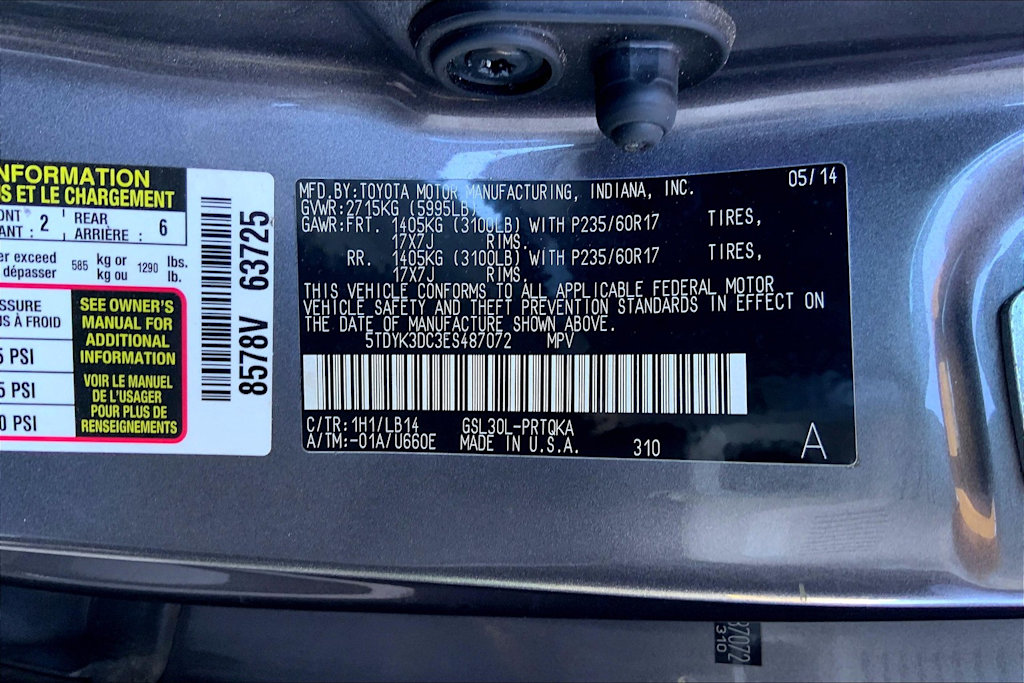 NFORMATION
US ET LE CHARGEMENT
ONT
ANT :
2
REAR
ARRIÈRE :
6
er exceed
s dépasser
585
kg or
kg ou
1290
lbs.
lb.
SSURE
S À FROID
5 PSI
5 PSI
0 PSI
SEE OWNER'S
MANUAL FOR
ADDITIONAL
INFORMATION
VOIR LE MANUEL
DE L'USAGER
POUR PLUS DE
RENSEIGNEMENTS
8578V 63725
MFD.BY:TOYOTA MOTOR MANUFACTURING, INDIANA, INC. 05/14
GVWR:2715KG (5995LB)
GAWR:FRT. 1405KG (3100LB) WITH P235/60R17 TIRES,
17X7J RIMS.
RR. 1405KG (3100LB) WITH P235/60R17 TIRES,
17X7J RIMS.
THIS VEHICLE CONFORMS TO ALL APPLICABLE FEDERAL MOTOR
VEHICLE SAFETY AND THEFT PREVENTION STANDARDS IN EFFECT ON
THE DATE OF MANUFACTURE SHOWN ABOVE.
5TDYK3DC3ES487072 MPV
C/TR:1H1/LB14 GSL30L-PRTQKA
A/TM:-01A/U660E MADE IN U.S.A. 310 A
87072
310